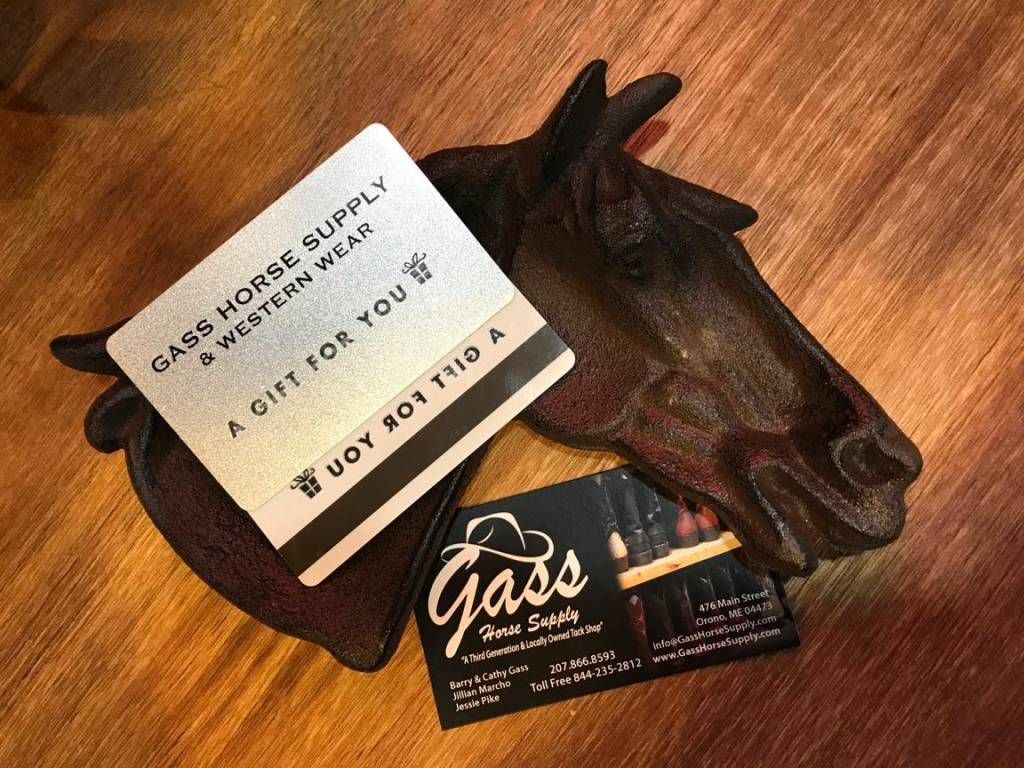 GASS HORSE SUPPLY
& WESTERN WEAR
A GIFT FOR YOU
A GIFT FOR YOU
Gass
Horse Supply
"A Third Generation & Locally Owned Tack Shop"
Barry & Cathy Gass
Jillian Marcho
Jessie Pike
207.866.8593
Toll Free 844-235-2812
476 Main Street
Orono, ME 04473
Info@GassHorseSupply.com
www.GassHorseSupply.com